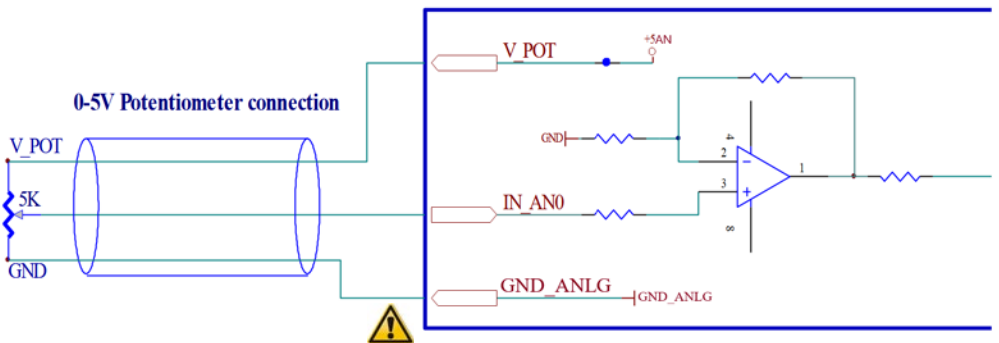 V_POT
+5AN
0-5V Potentiometer connection
V_POT
GND
4
2
1
5K
3
IN_AN0
8
GND
GND_ANLG
GND_ANLG